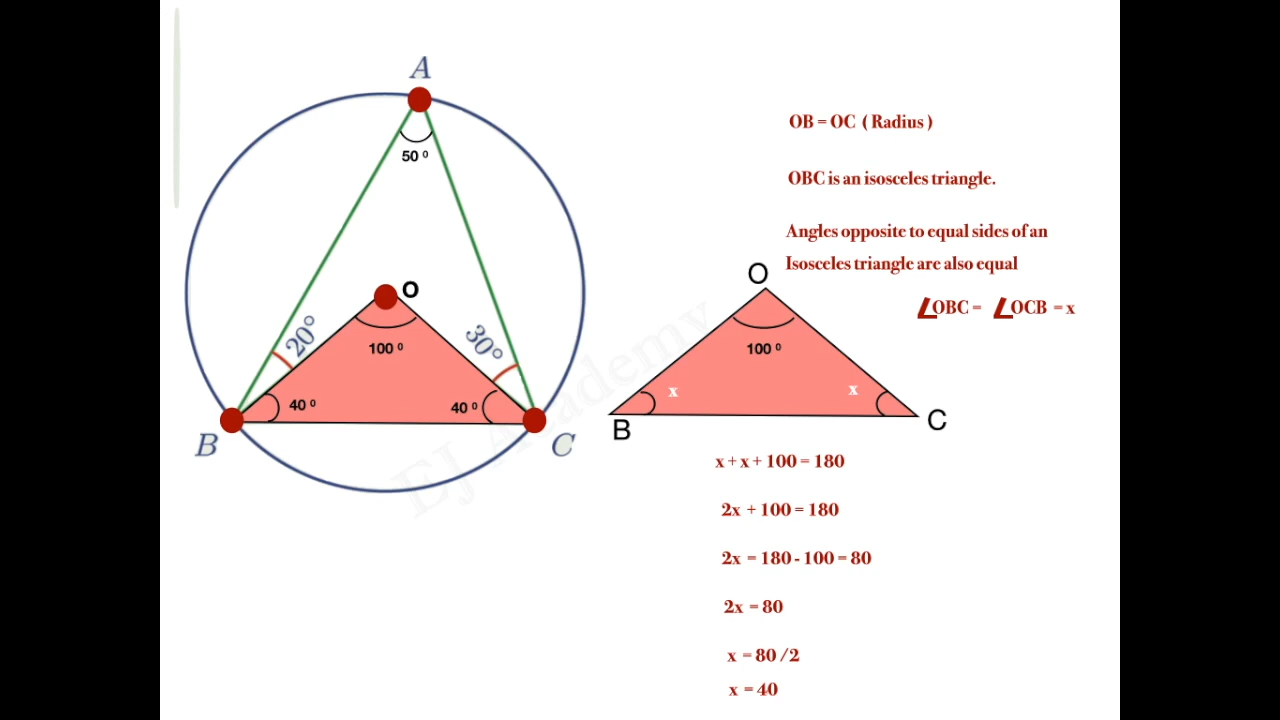 A
50 º
O
100 º
20°
30°
40 º
40 º
B
C
EJ Academy
OB = OC ( Radius )
OBC is an isosceles triangle.
Angles opposite to equal sides of an
Isosceles triangle are also equal
∠OBC = ∠OCB = x
O
100 º
x
x
B
C
x + x + 100 = 180
2x + 100 = 180
2x = 180 - 100 = 80
2x = 80
x = 80 /2
x = 40